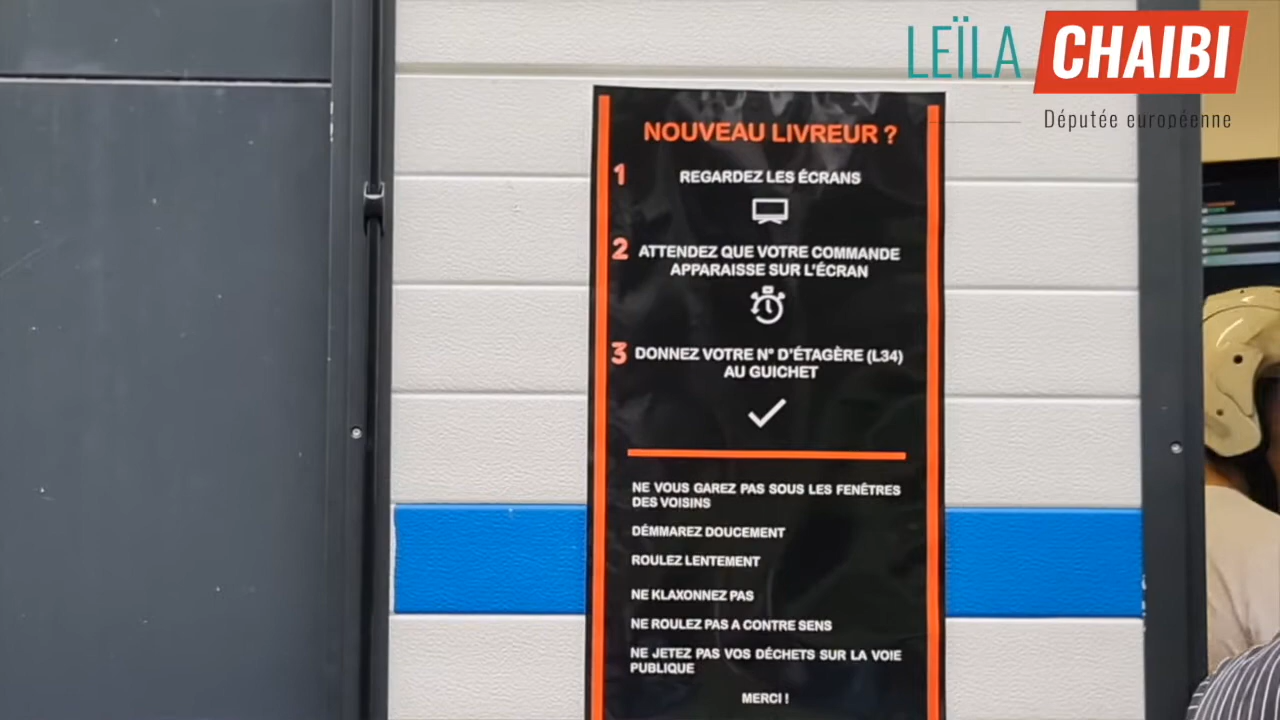 LEÏLA CHAIBI
Députée européenne
NOUVEAU LIVREUR ?
1 REGARDEZ LES ÉCRANS
2 ATTENDEZ QUE VOTRE COMMANDE
APPARAISSE SUR L'ÉCRAN
3 DONNEZ VOTRE N° D'ÉTAGÈRE (L34)
AU GUICHET
NE VOUS GAREZ PAS SOUS LES FENÊTRES
DES VOISINS
DÉMMAREZ DOUCEMENT
ROULEZ LENTEMENT
NE KLAXONNEZ PAS
NE ROULEZ PAS A CONTRE SENS
NE JETEZ PAS VOS DÉCHETS SUR LA VOIE
PUBLIQUE
MERCI !